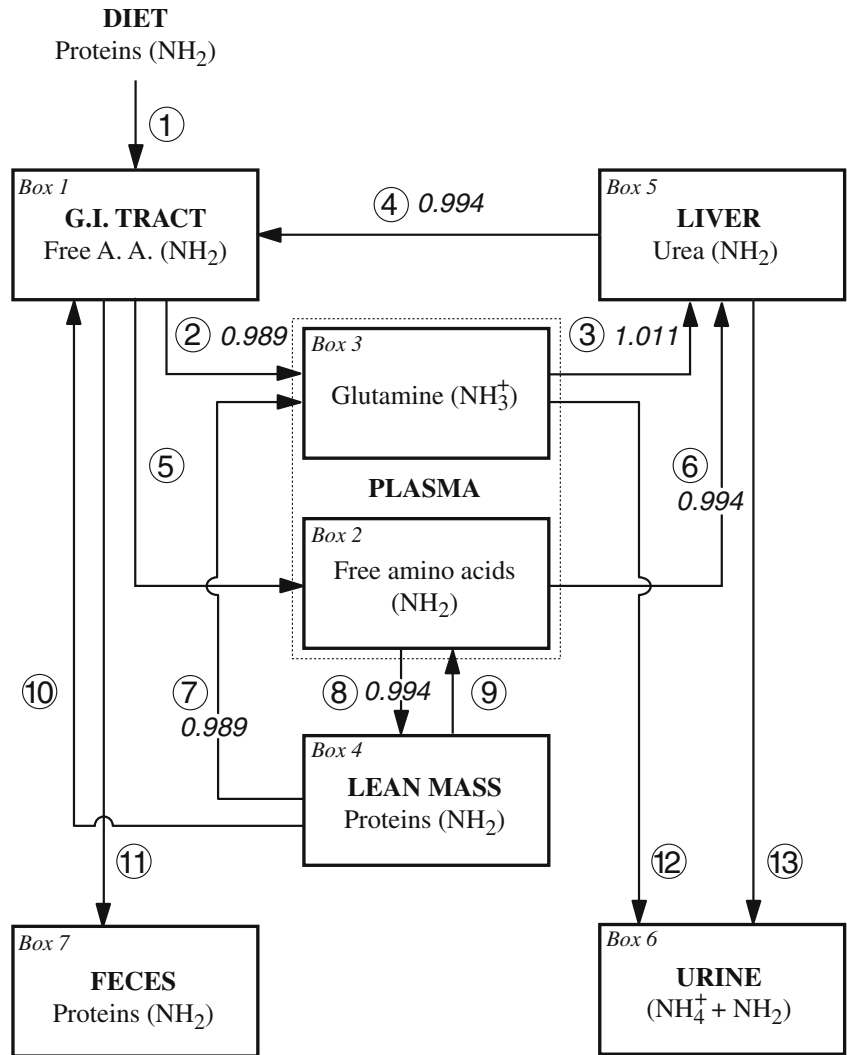 DIET
Proteins (NH₂)
①
Box 1
G.I. TRACT
Free A. A. (NH₂)
④ 0.994
Box 5
LIVER
Urea (NH₂)
② 0.989
Box 3
Glutamine (NH₃⁺)
③ 1.011
⑤
PLASMA
⑥
0.994
Box 2
Free amino acids
(NH₂)
⑩
⑦
0.989
⑧ 0.994
⑨
Box 4
LEAN MASS
Proteins (NH₂)
⑪
⑫
⑬
Box 7
FECES
Proteins (NH₂)
Box 6
URINE
(NH₄⁺ + NH₂)